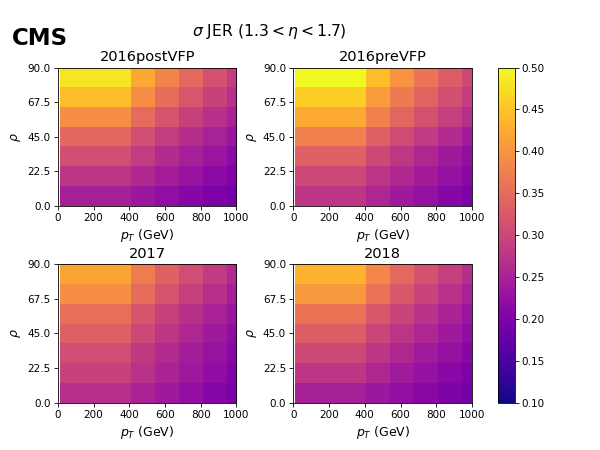 σ JER (1.3 < η < 1.7)
CMS
2016postVFP
2016preVFP
90.0
67.5
45.0
22.5
0.0
ρ
0 200 400 600 800 1000
p_T (GeV)
90.0
67.5
45.0
22.5
0.0
ρ
0 200 400 600 800 1000
p_T (GeV)
2017
2018
90.0
67.5
45.0
22.5
0.0
ρ
0 200 400 600 800 1000
p_T (GeV)
90.0
67.5
45.0
22.5
0.0
ρ
0 200 400 600 800 1000
p_T (GeV)
0.50
0.45
0.40
0.35
0.30
0.25
0.20
0.15
0.10